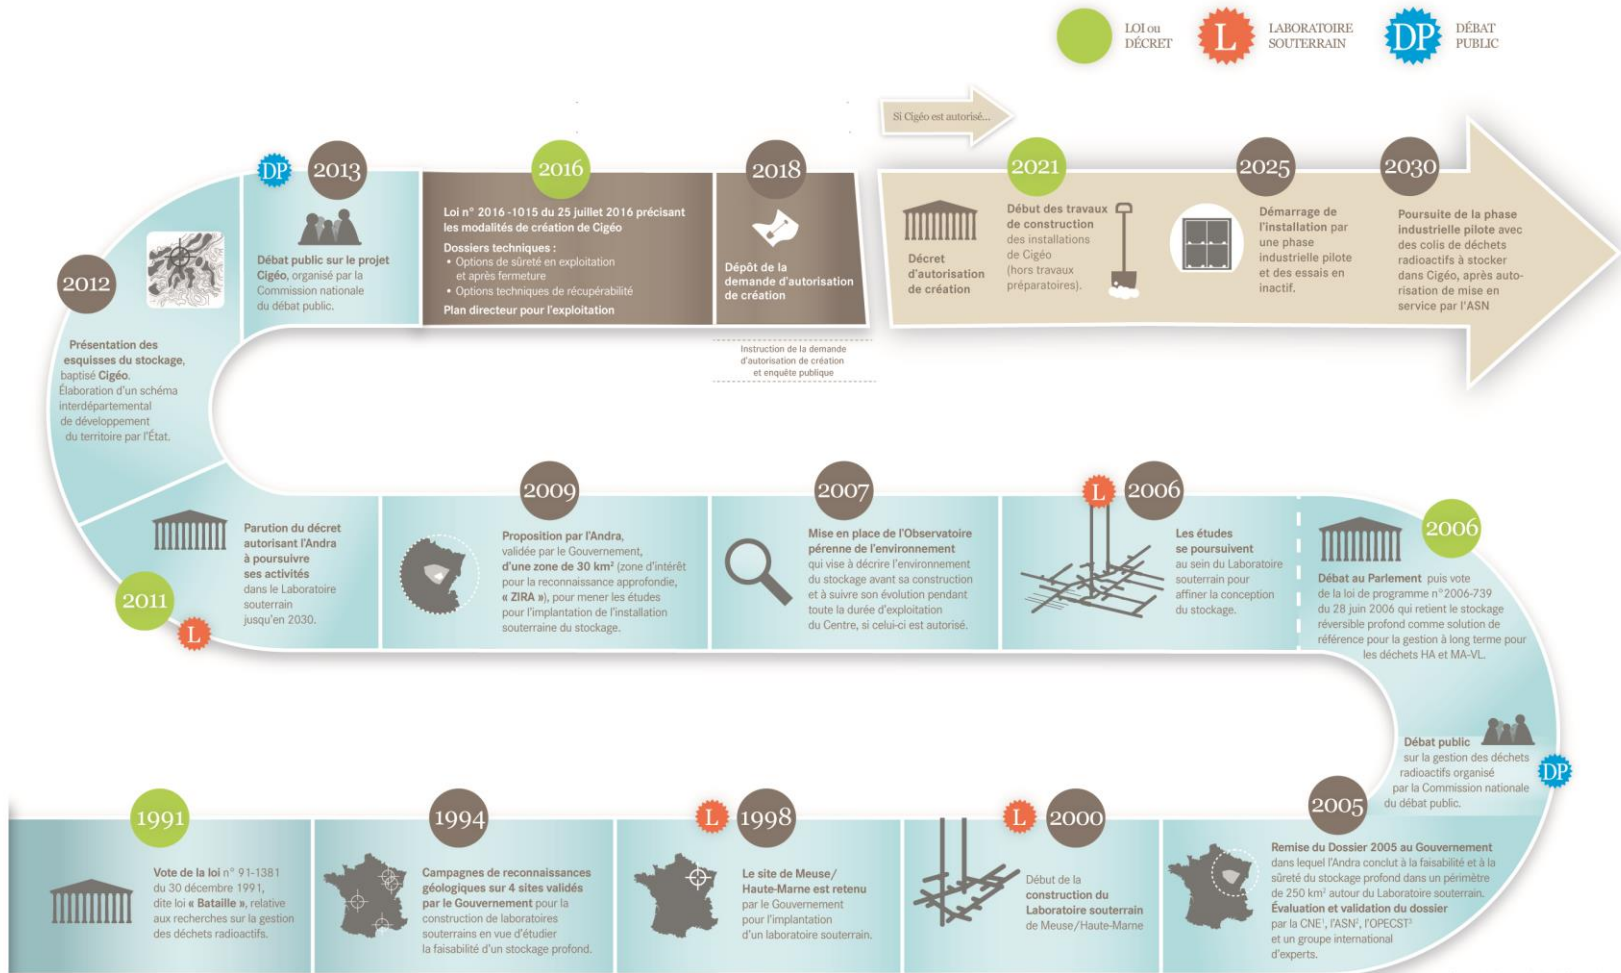 LOI ou
DÉCRET
L
LABORATOIRE
SOUTERRAIN
DP
DÉBAT
PUBLIC
Si Cigéo est autorisé...
DP
2013
Débat public sur le projet
Cigéo, organisé par la
Commission nationale
du débat public.
2016
Loi n° 2016 -1015 du 25 juillet 2016 précisant
les modalités de création de Cigéo
Dossiers techniques :
• Options de sûreté en exploitation
et après fermeture
• Options techniques de récupérabilité
Plan directeur pour l'exploitation
2018
Dépôt de la
demande d'autorisation
de création
Instruction de la demande
d'autorisation de création
et enquête publique
2021
Décret
d'autorisation
de création
Début des travaux
de construction
des installations
de Cigéo
(hors travaux
préparatoires).
2025
Démarrage de
l'installation par
une phase
industrielle pilote
et des essais en
inactif.
2030
Poursuite de la phase
industrielle pilote avec
des colis de déchets
radioactifs à stocker
dans Cigéo, après auto-
risation de mise en
service par l'ASN
2012
Présentation des
esquisses du stockage,
baptisé Cigéo.
Élaboration d'un schéma
interdépartemental
de développement
du territoire par l'État.
2011
L
Parution du décret
autorisant l'Andra
à poursuivre
ses activités
dans le Laboratoire
souterrain
jusqu'en 2030.
2009
Proposition par l'Andra,
validée par le Gouvernement,
d'une zone de 30 km² (zone d'intérêt
pour la reconnaissance approfondie,
« ZIRA »), pour mener les études
pour l'implantation de l'installation
souterraine du stockage.
2007
Mise en place de l'Observatoire
pérenne de l'environnement
qui vise à décrire l'environnement
du stockage avant sa construction
et à suivre son évolution pendant
toute la durée d'exploitation
du Centre, si celui-ci est autorisé.
L
2006
Les études
se poursuivent
au sein du Laboratoire
souterrain pour
affiner la conception
du stockage.
2006
Débat au Parlement puis vote
de la loi de programme n°2006-739
du 28 juin 2006 qui retient le stockage
réversible profond comme solution de
référence pour la gestion à long terme pour
les déchets HA et MA-VL.
Débat public
sur la gestion des déchets
radioactifs organisé
par la Commission nationale
du débat public.
DP
1991
Vote de la loi n° 91-1381
du 30 décembre 1991,
dite loi « Bataille », relative
aux recherches sur la gestion
des déchets radioactifs.
1994
Campagnes de reconnaissances
géologiques sur 4 sites validés
par le Gouvernement pour la
construction de laboratoires
souterrains en vue d'étudier
la faisabilité d'un stockage profond.
L
1998
Le site de Meuse/
Haute-Marne est retenu
par le Gouvernement
pour l'implantation
d'un laboratoire souterrain.
L
2000
Début de la
construction du
Laboratoire souterrain
de Meuse/Haute-Marne
2005
Remise du Dossier 2005 au Gouvernement
dans lequel l'Andra conclut à la faisabilité et à la
sûreté du stockage profond dans un périmètre
de 250 km² autour du Laboratoire souterrain.
Évaluation et validation du dossier
par la CNE¹, l'ASN², l'OPECST³
et un groupe international
d'experts.